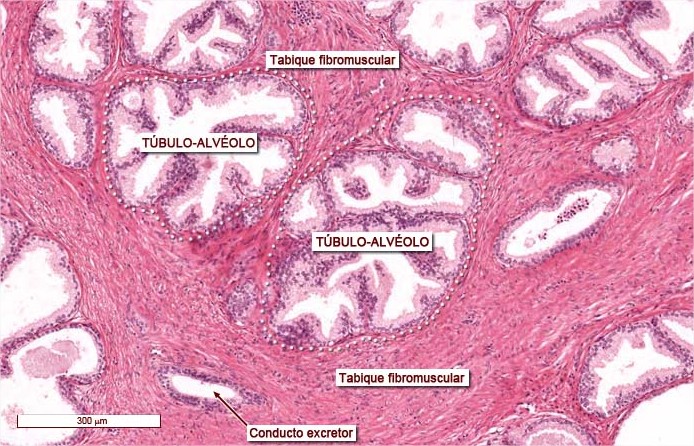 Tabique fibromuscular
TÚBULO-ALVÉOLO
TÚBULO-ALVÉOLO
Tabique fibromuscular
300 µm
Conducto excretor